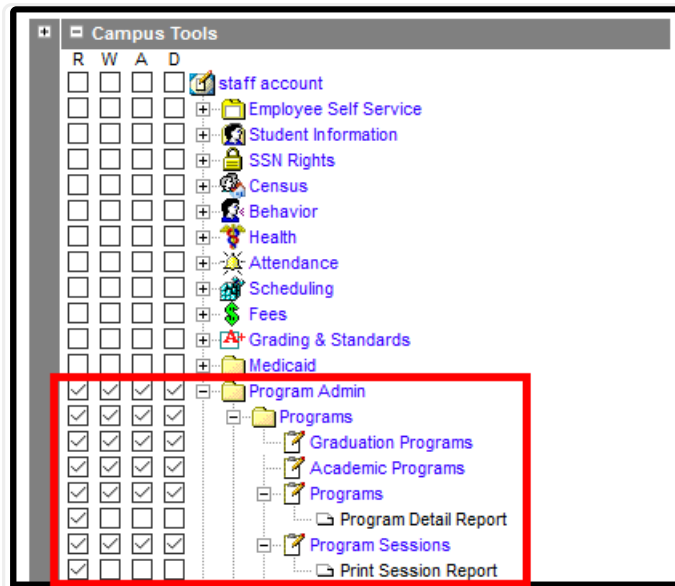 Campus Tools
R W A D
staff account
Employee Self Service
Student Information
SSN Rights
Census
Behavior
Health
Attendance
Scheduling
Fees
Grading & Standards
Medicaid
Program Admin
Programs
Graduation Programs
Academic Programs
Programs
Program Detail Report
Program Sessions
Print Session Report